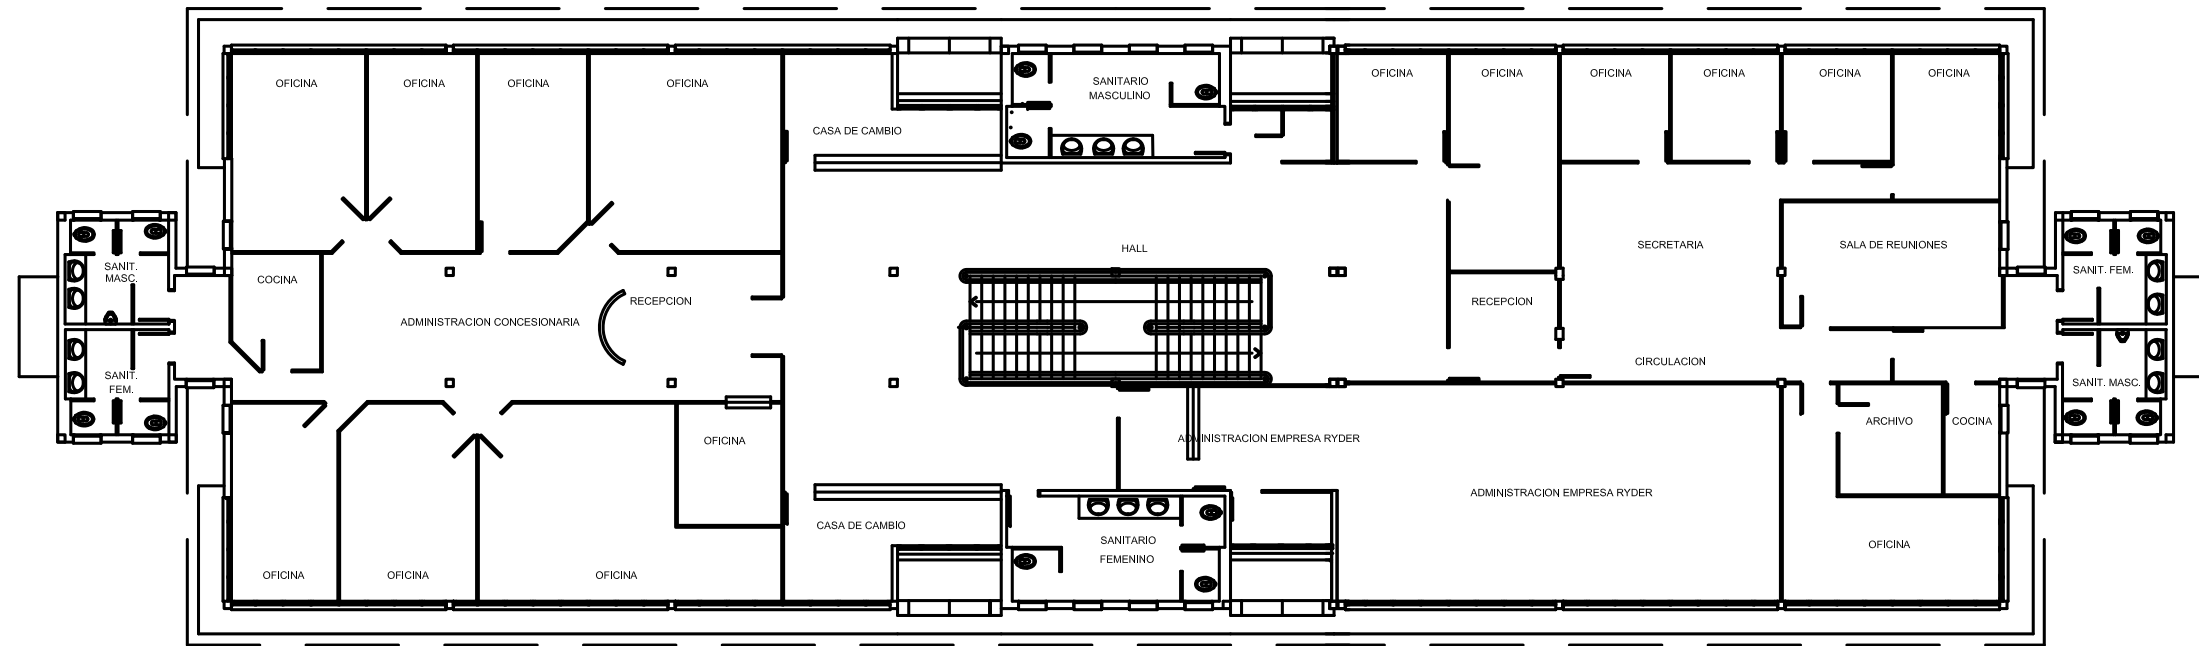 OFICINA
OFICINA
OFICINA
OFICINA
SANITARIO
MASCULINO
OFICINA
OFICINA
OFICINA
OFICINA
OFICINA
OFICINA
CASA DE CAMBIO
HALL
SECRETARIA
SALA DE REUNIONES
SANIT.
MASC.
COCINA
SANIT. FEM.
RECEPCION
RECEPCION
ADMINISTRACION CONCESIONARIA
CIRCULACION
SANIT.
FEM.
SANIT. MASC.
OFICINA
ADMINISTRACION EMPRESA RYDER
ARCHIVO
COCINA
ADMINISTRACION EMPRESA RYDER
CASA DE CAMBIO
SANITARIO
FEMENINO
OFICINA
OFICINA
OFICINA
OFICINA